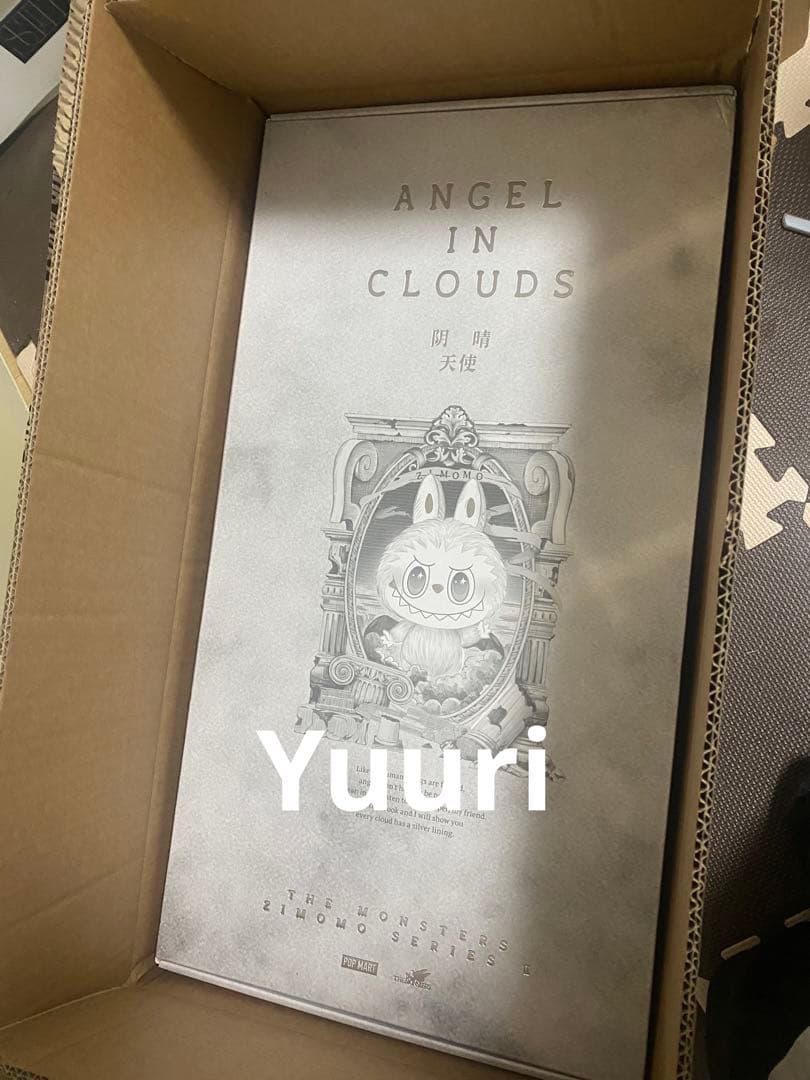 ANGEL
IN
CLOUDS
阴 晴
天使
ZIMOMO
Yuuri
every cloud has a silver lining.
THE MONSTERS
ZIMOMO SERIES I
POP MART